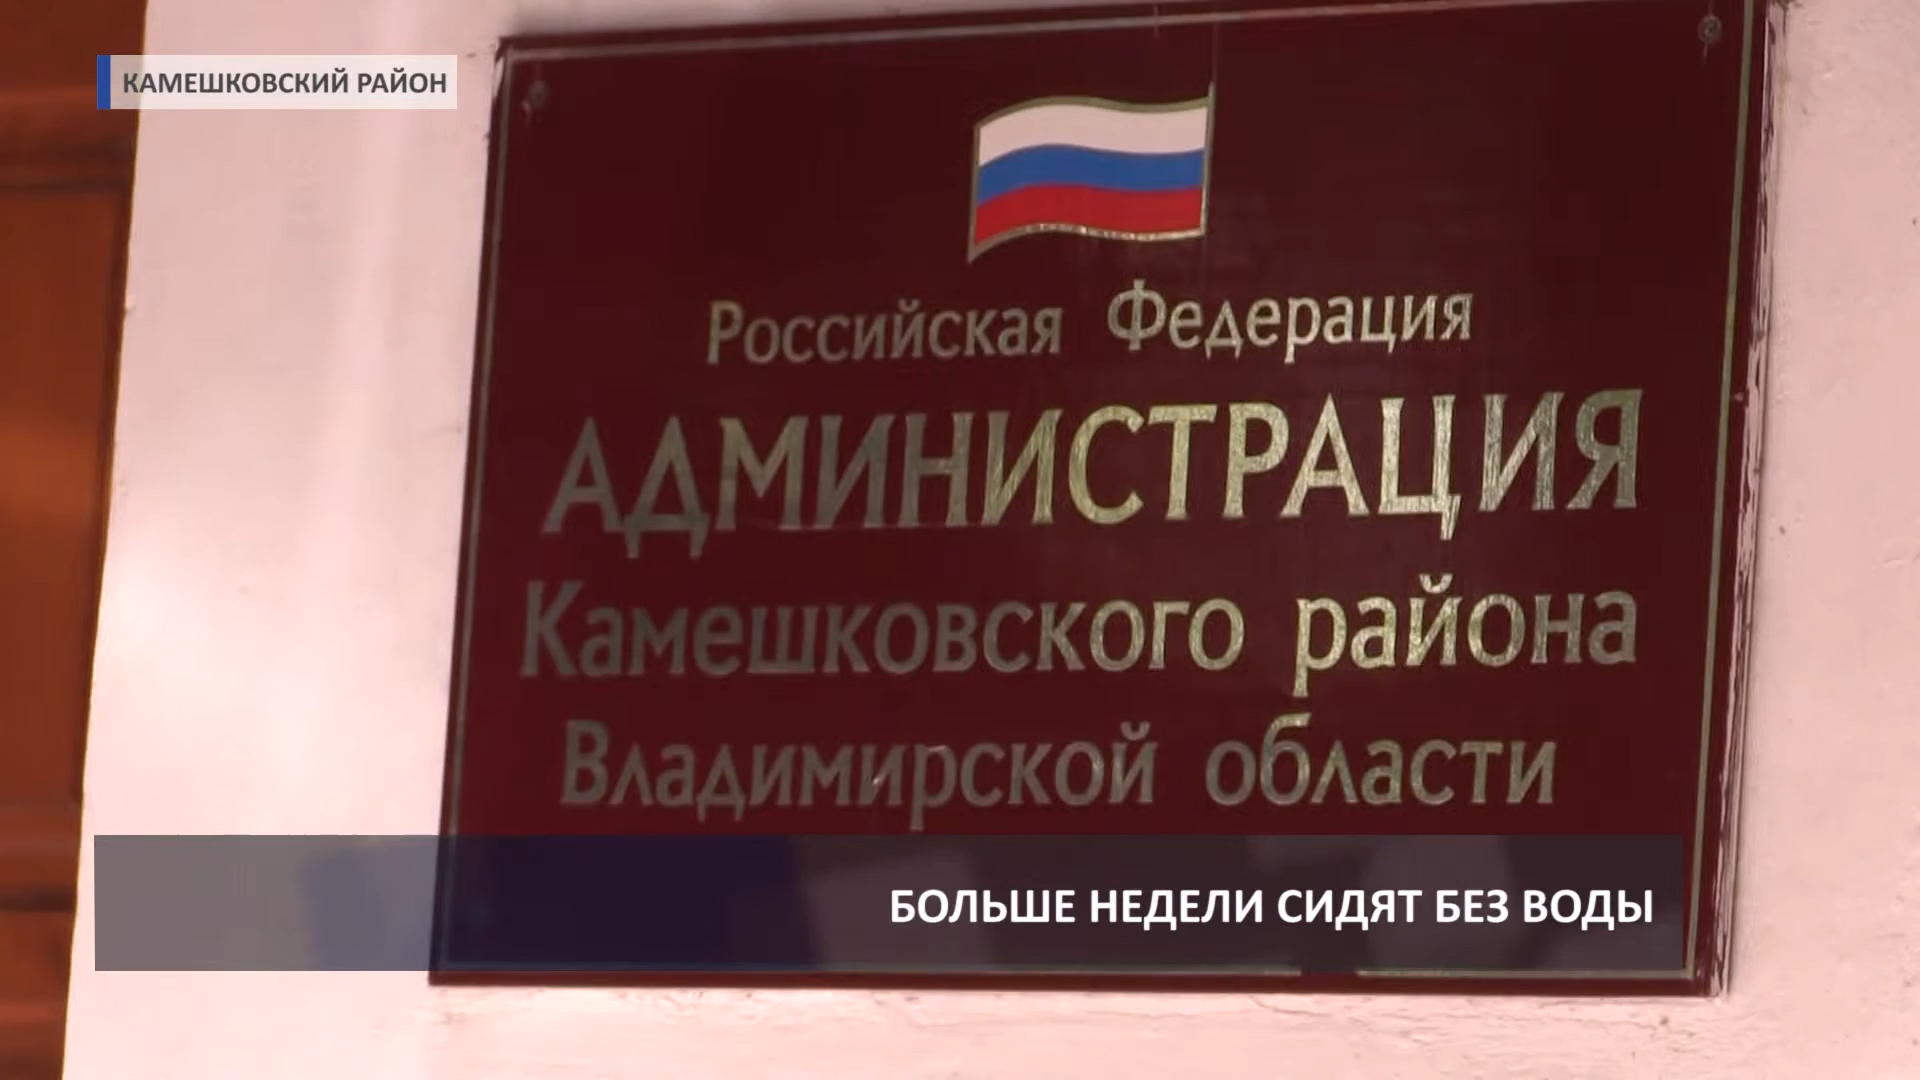 КАМЕШКОВСКИЙ РАЙОН
Российская Федерация
АДМИНИСТРАЦИЯ
Камешковского района
Владимирской области
БОЛЬШЕ НЕДЕЛИ СИДЯТ БЕЗ ВОДЫ